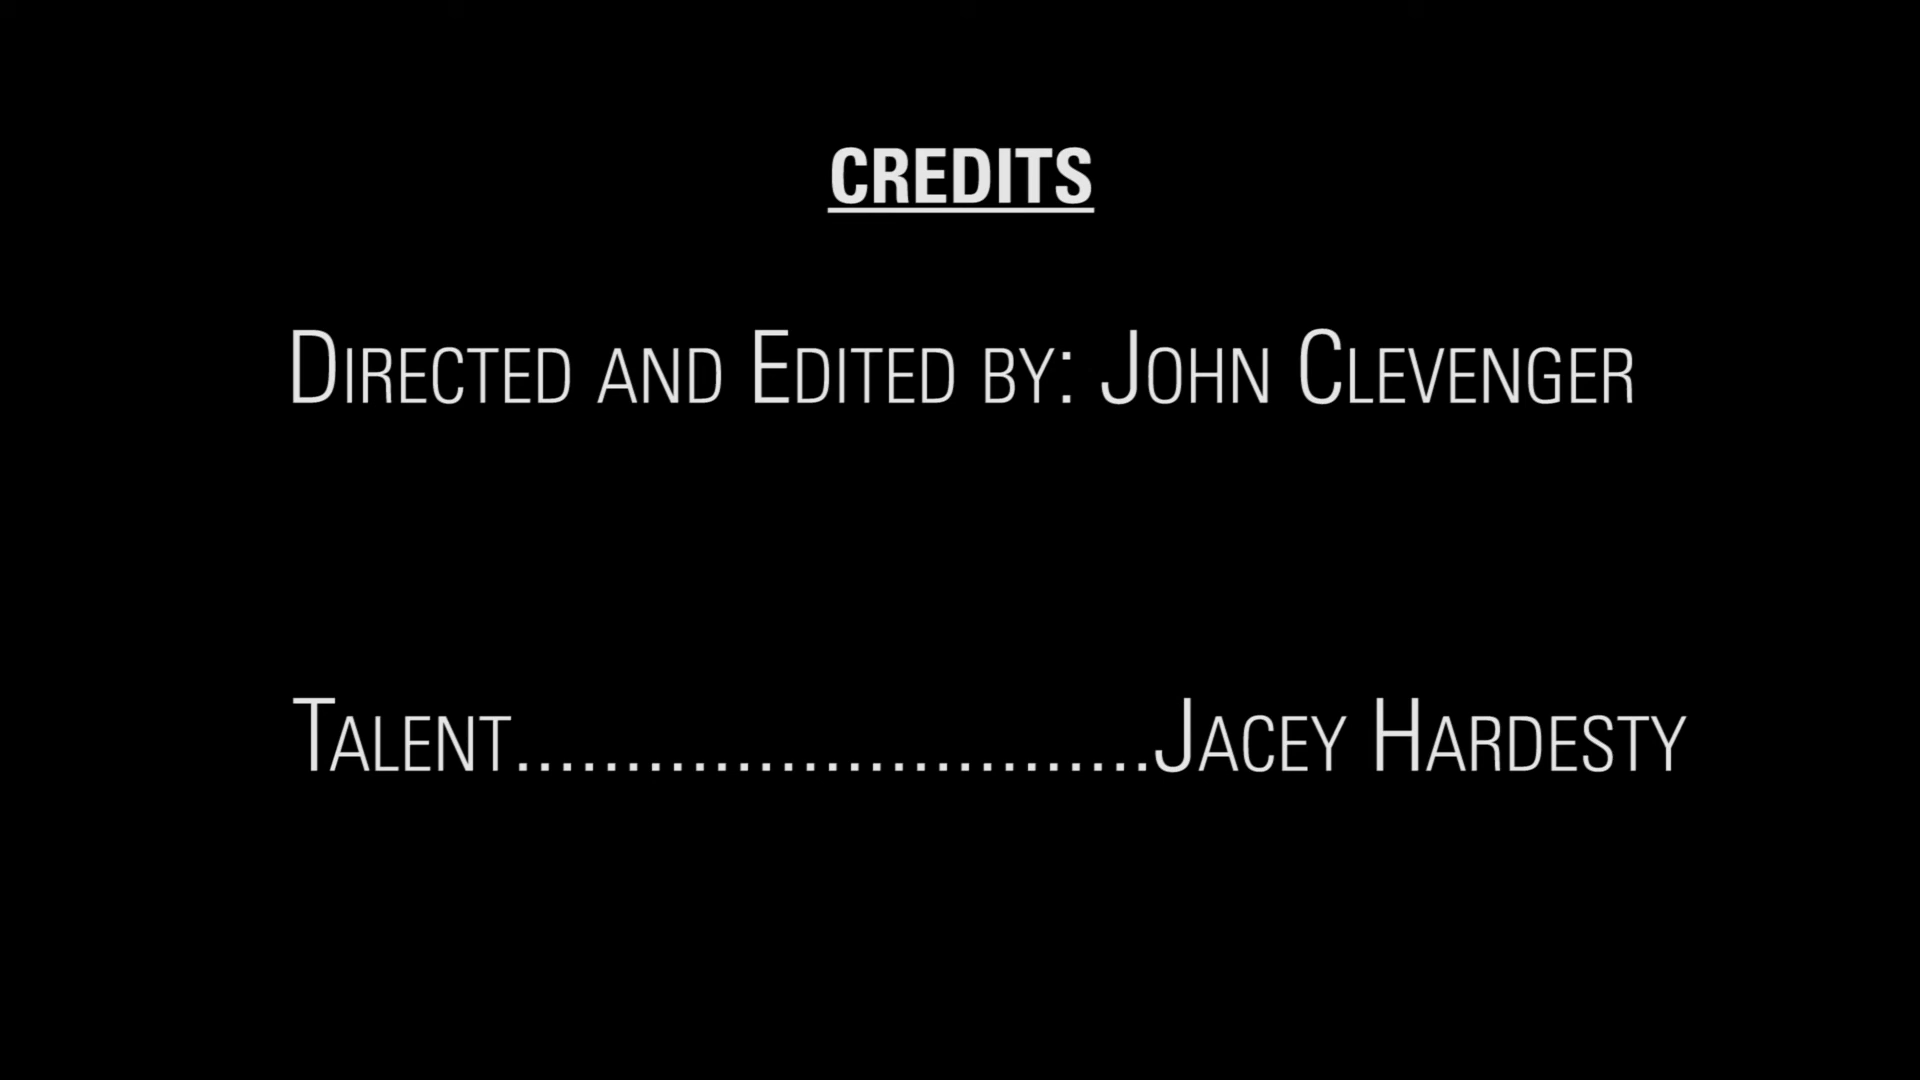 CREDITS
Directed and Edited by: John Clevenger
Talent.............................Jacey Hardesty